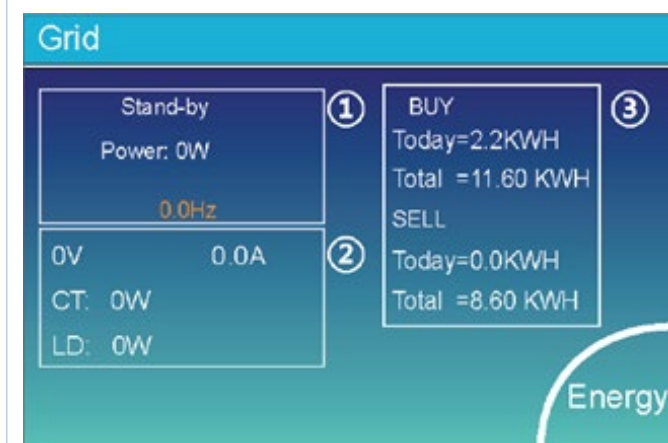 Grid
Stand-by
Power: 0W
0.0Hz
①
0V 0.0A
CT: 0W
LD: 0W
②
BUY
Today=2.2KWH
Total =11.60 KWH
SELL
Today=0.0KWH
Total =8.60 KWH
③
Energy